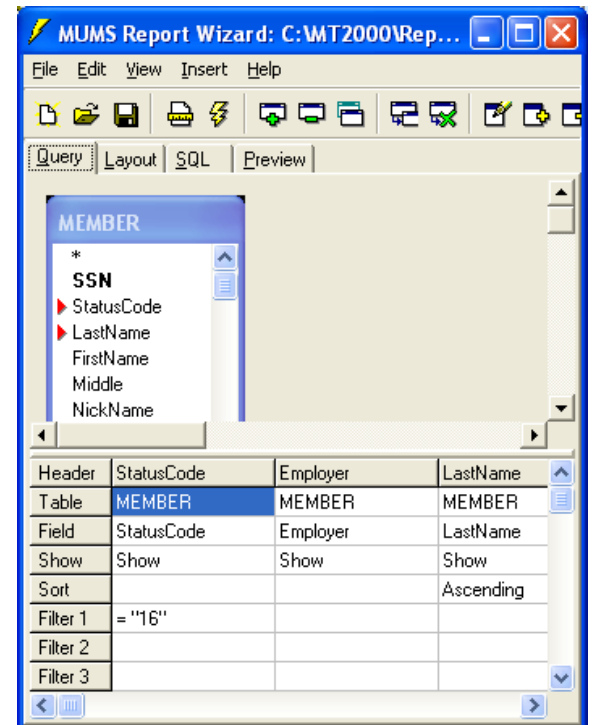 MUMS Report Wizard: C:\MT2000\Rep...
File Edit View Insert Help
Query Layout SQL Preview
MEMBER
*
SSN
StatusCode
LastName
FirstName
Middle
NickName
Header StatusCode Employer LastName
Table MEMBER MEMBER MEMBER
Field StatusCode Employer LastName
Show Show Show Show
Sort Ascending
Filter 1 = "16"
Filter 2
Filter 3